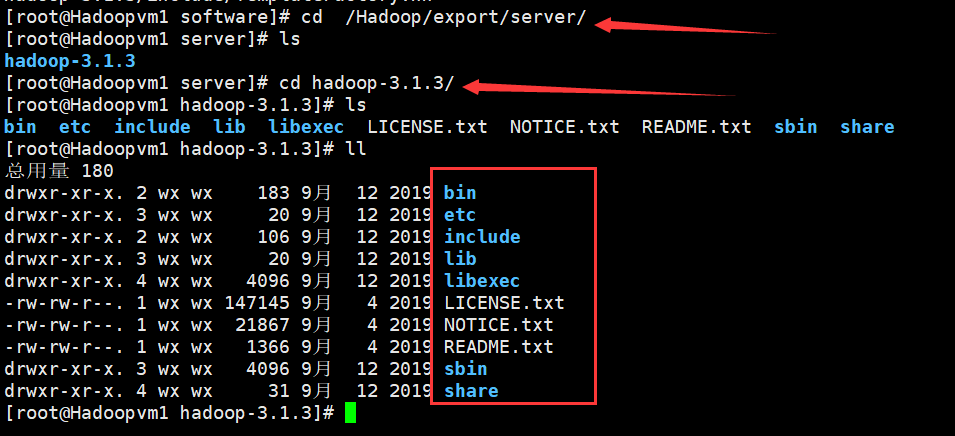 [root@Hadoopvm1 software]# cd  /Hadoop/export/server/
[root@Hadoopvm1 server]# ls
hadoop-3.1.3
[root@Hadoopvm1 server]# cd hadoop-3.1.3/
[root@Hadoopvm1 hadoop-3.1.3]# ls
bin  etc  include  lib  libexec  LICENSE.txt  NOTICE.txt  README.txt  sbin  share
[root@Hadoopvm1 hadoop-3.1.3]# ll
总用量 180
drwxr-xr-x. 2 wx wx    183 9月  12 2019 bin
drwxr-xr-x. 3 wx wx     20 9月  12 2019 etc
drwxr-xr-x. 2 wx wx    106 9月  12 2019 include
drwxr-xr-x. 3 wx wx     20 9月  12 2019 lib
drwxr-xr-x. 4 wx wx   4096 9月  12 2019 libexec
-rw-rw-r--. 1 wx wx 147145 9月   4 2019 LICENSE.txt
-rw-rw-r--. 1 wx wx  21867 9月   4 2019 NOTICE.txt
-rw-rw-r--. 1 wx wx   1366 9月   4 2019 README.txt
drwxr-xr-x. 3 wx wx   4096 9月  12 2019 sbin
drwxr-xr-x. 4 wx wx     31 9月  12 2019 share
[root@Hadoopvm1 hadoop-3.1.3]#